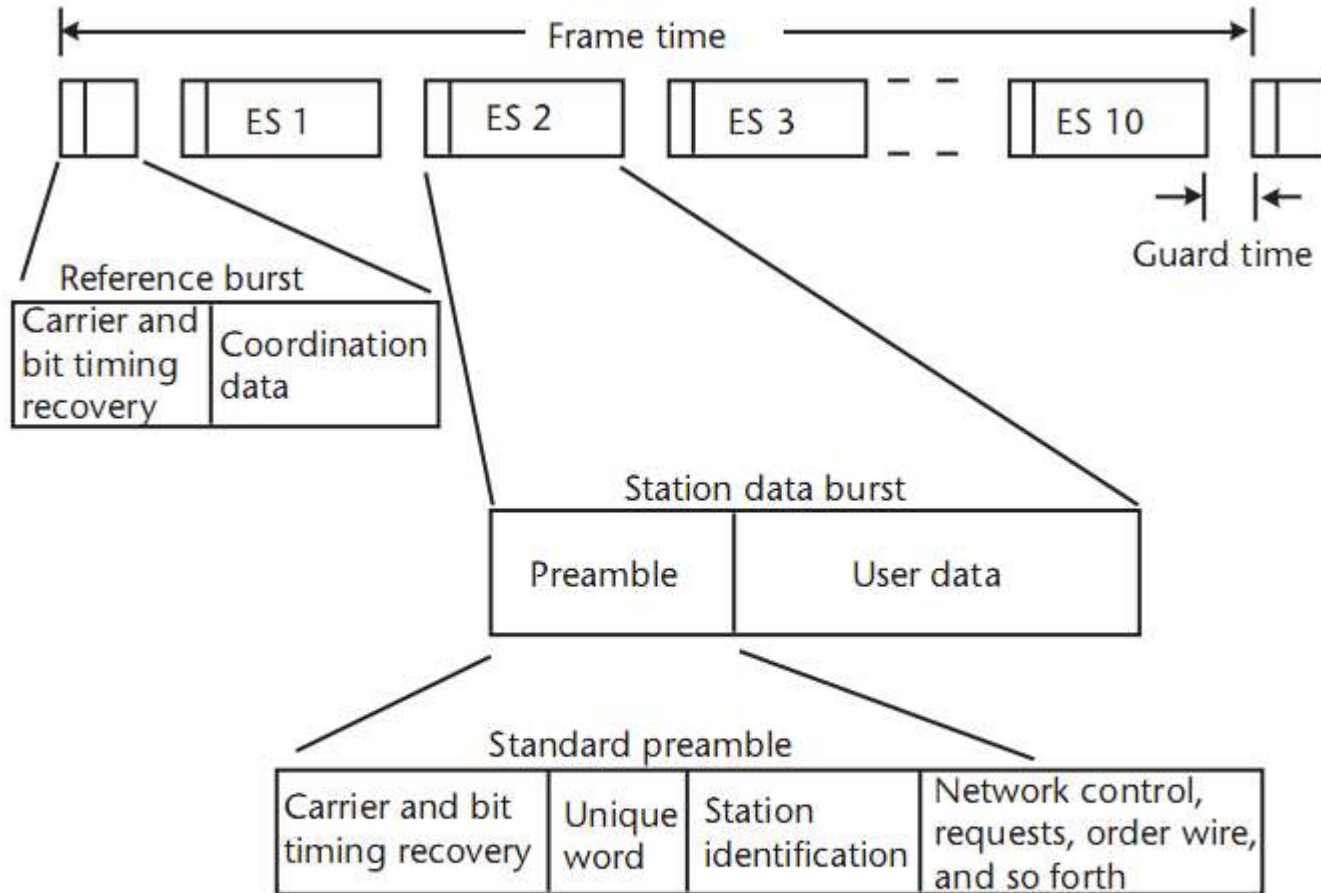 Frame time
ES 1
ES 2
ES 3
ES 10
Guard time
Reference burst
Carrier and
bit timing
recovery
Coordination
data
Station data burst
Preamble
User data
Standard preamble
Carrier and bit
timing recovery
Unique
word
Station
identification
Network control,
requests, order wire,
and so forth